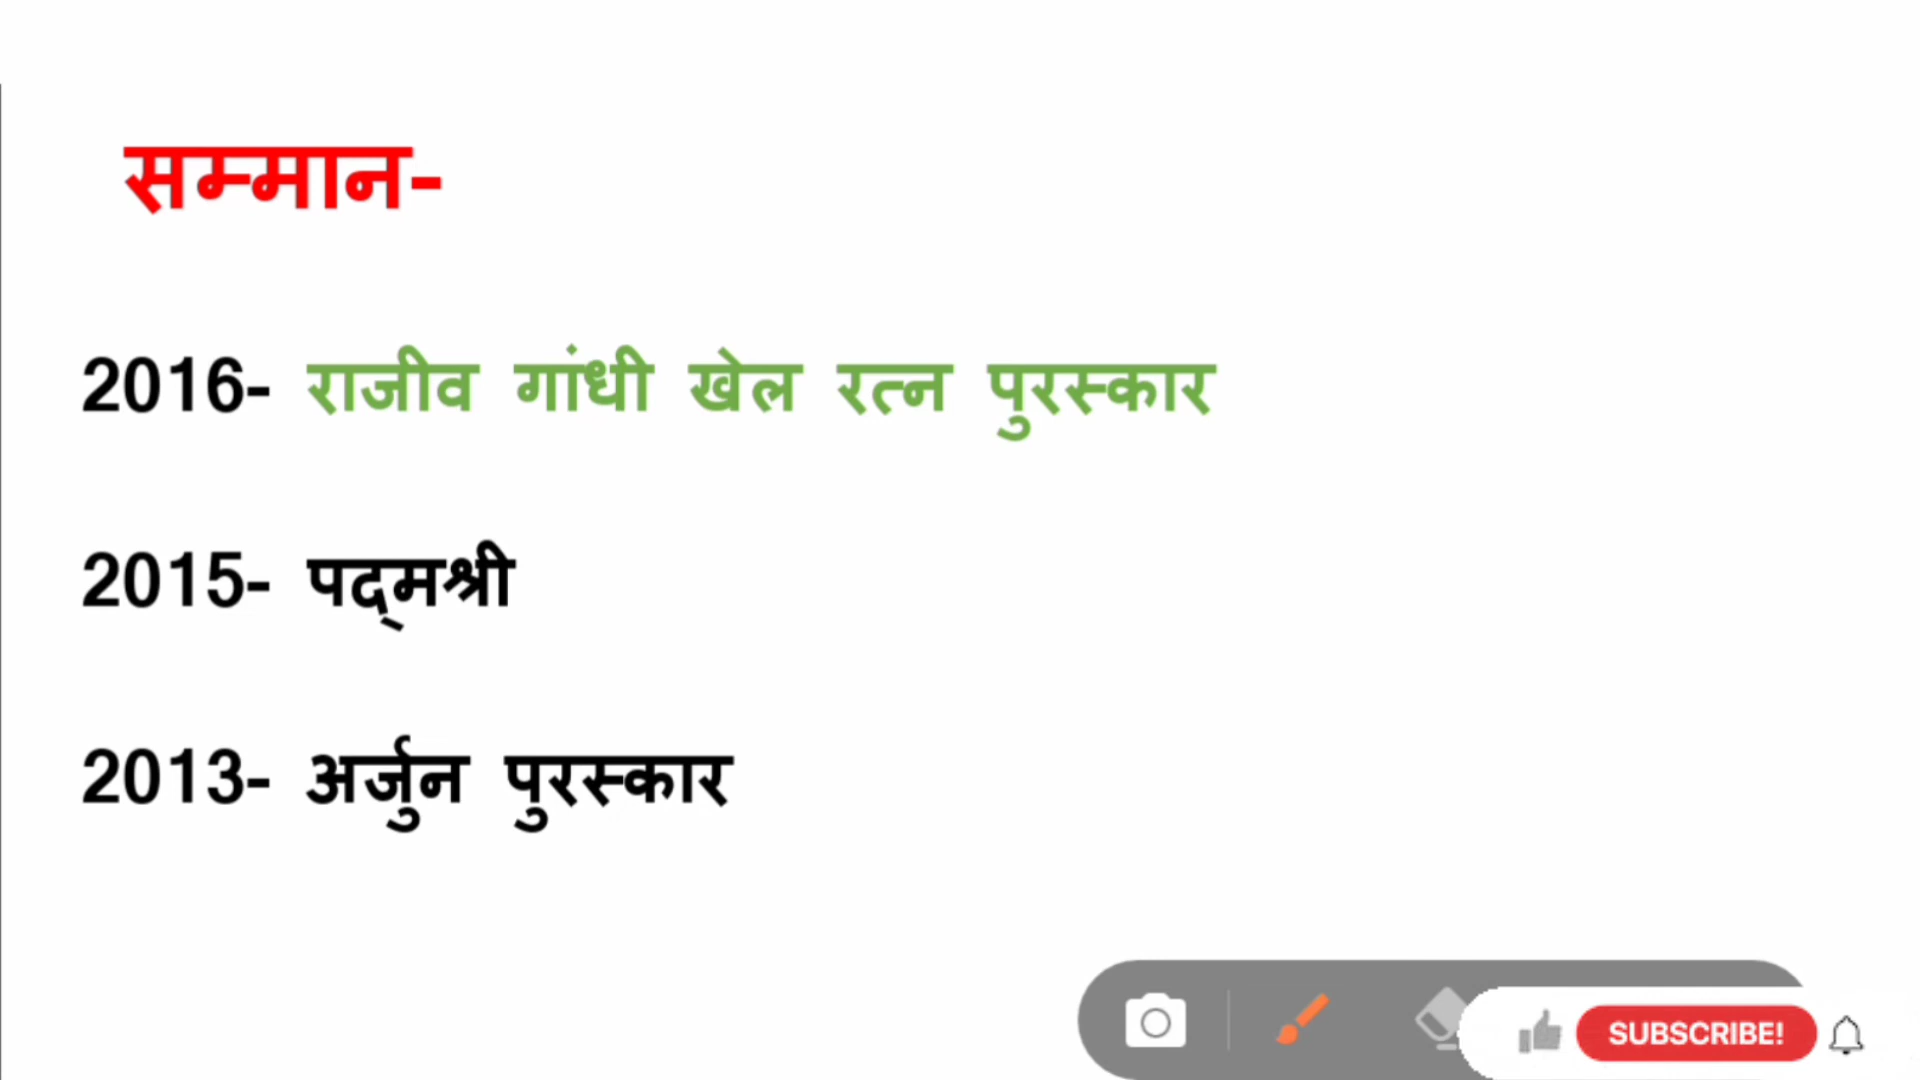 सम्मान-
2016- राजीव गांधी खेल रत्न पुरस्कार
2015- पद्‌मश्री
2013- अर्जुन पुरस्कार
SUBSCRIBE!